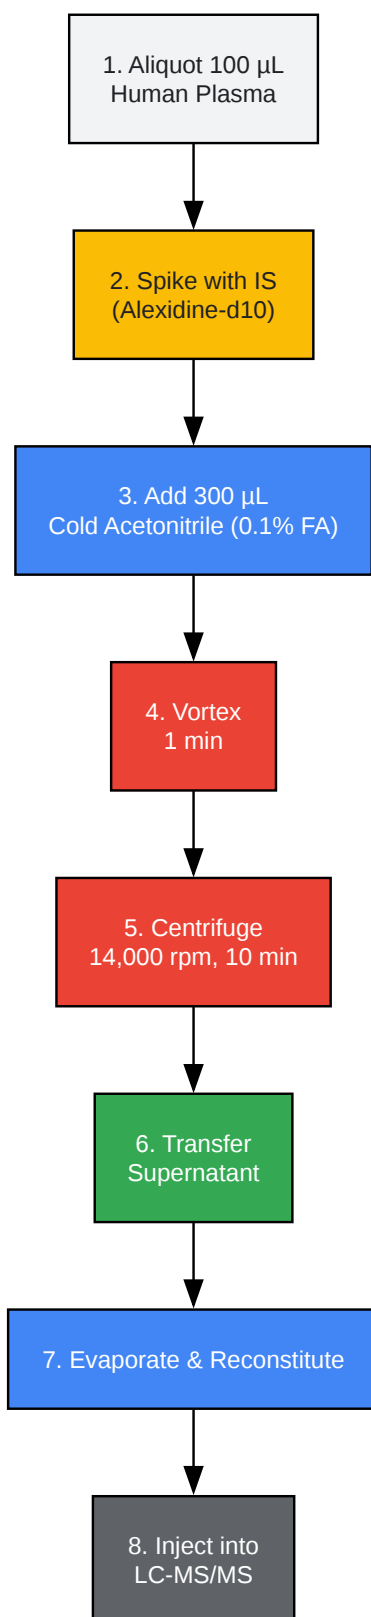 1. Aliquot 100 µL
Human Plasma
2. Spike with IS
(Alexidine-d10)
3. Add 300 µL
Cold Acetonitrile (0.1% FA)
4. Vortex
1 min
5. Centrifuge
14,000 rpm, 10 min
6. Transfer
Supernatant
7. Evaporate & Reconstitute
8. Inject into
LC-MS/MS